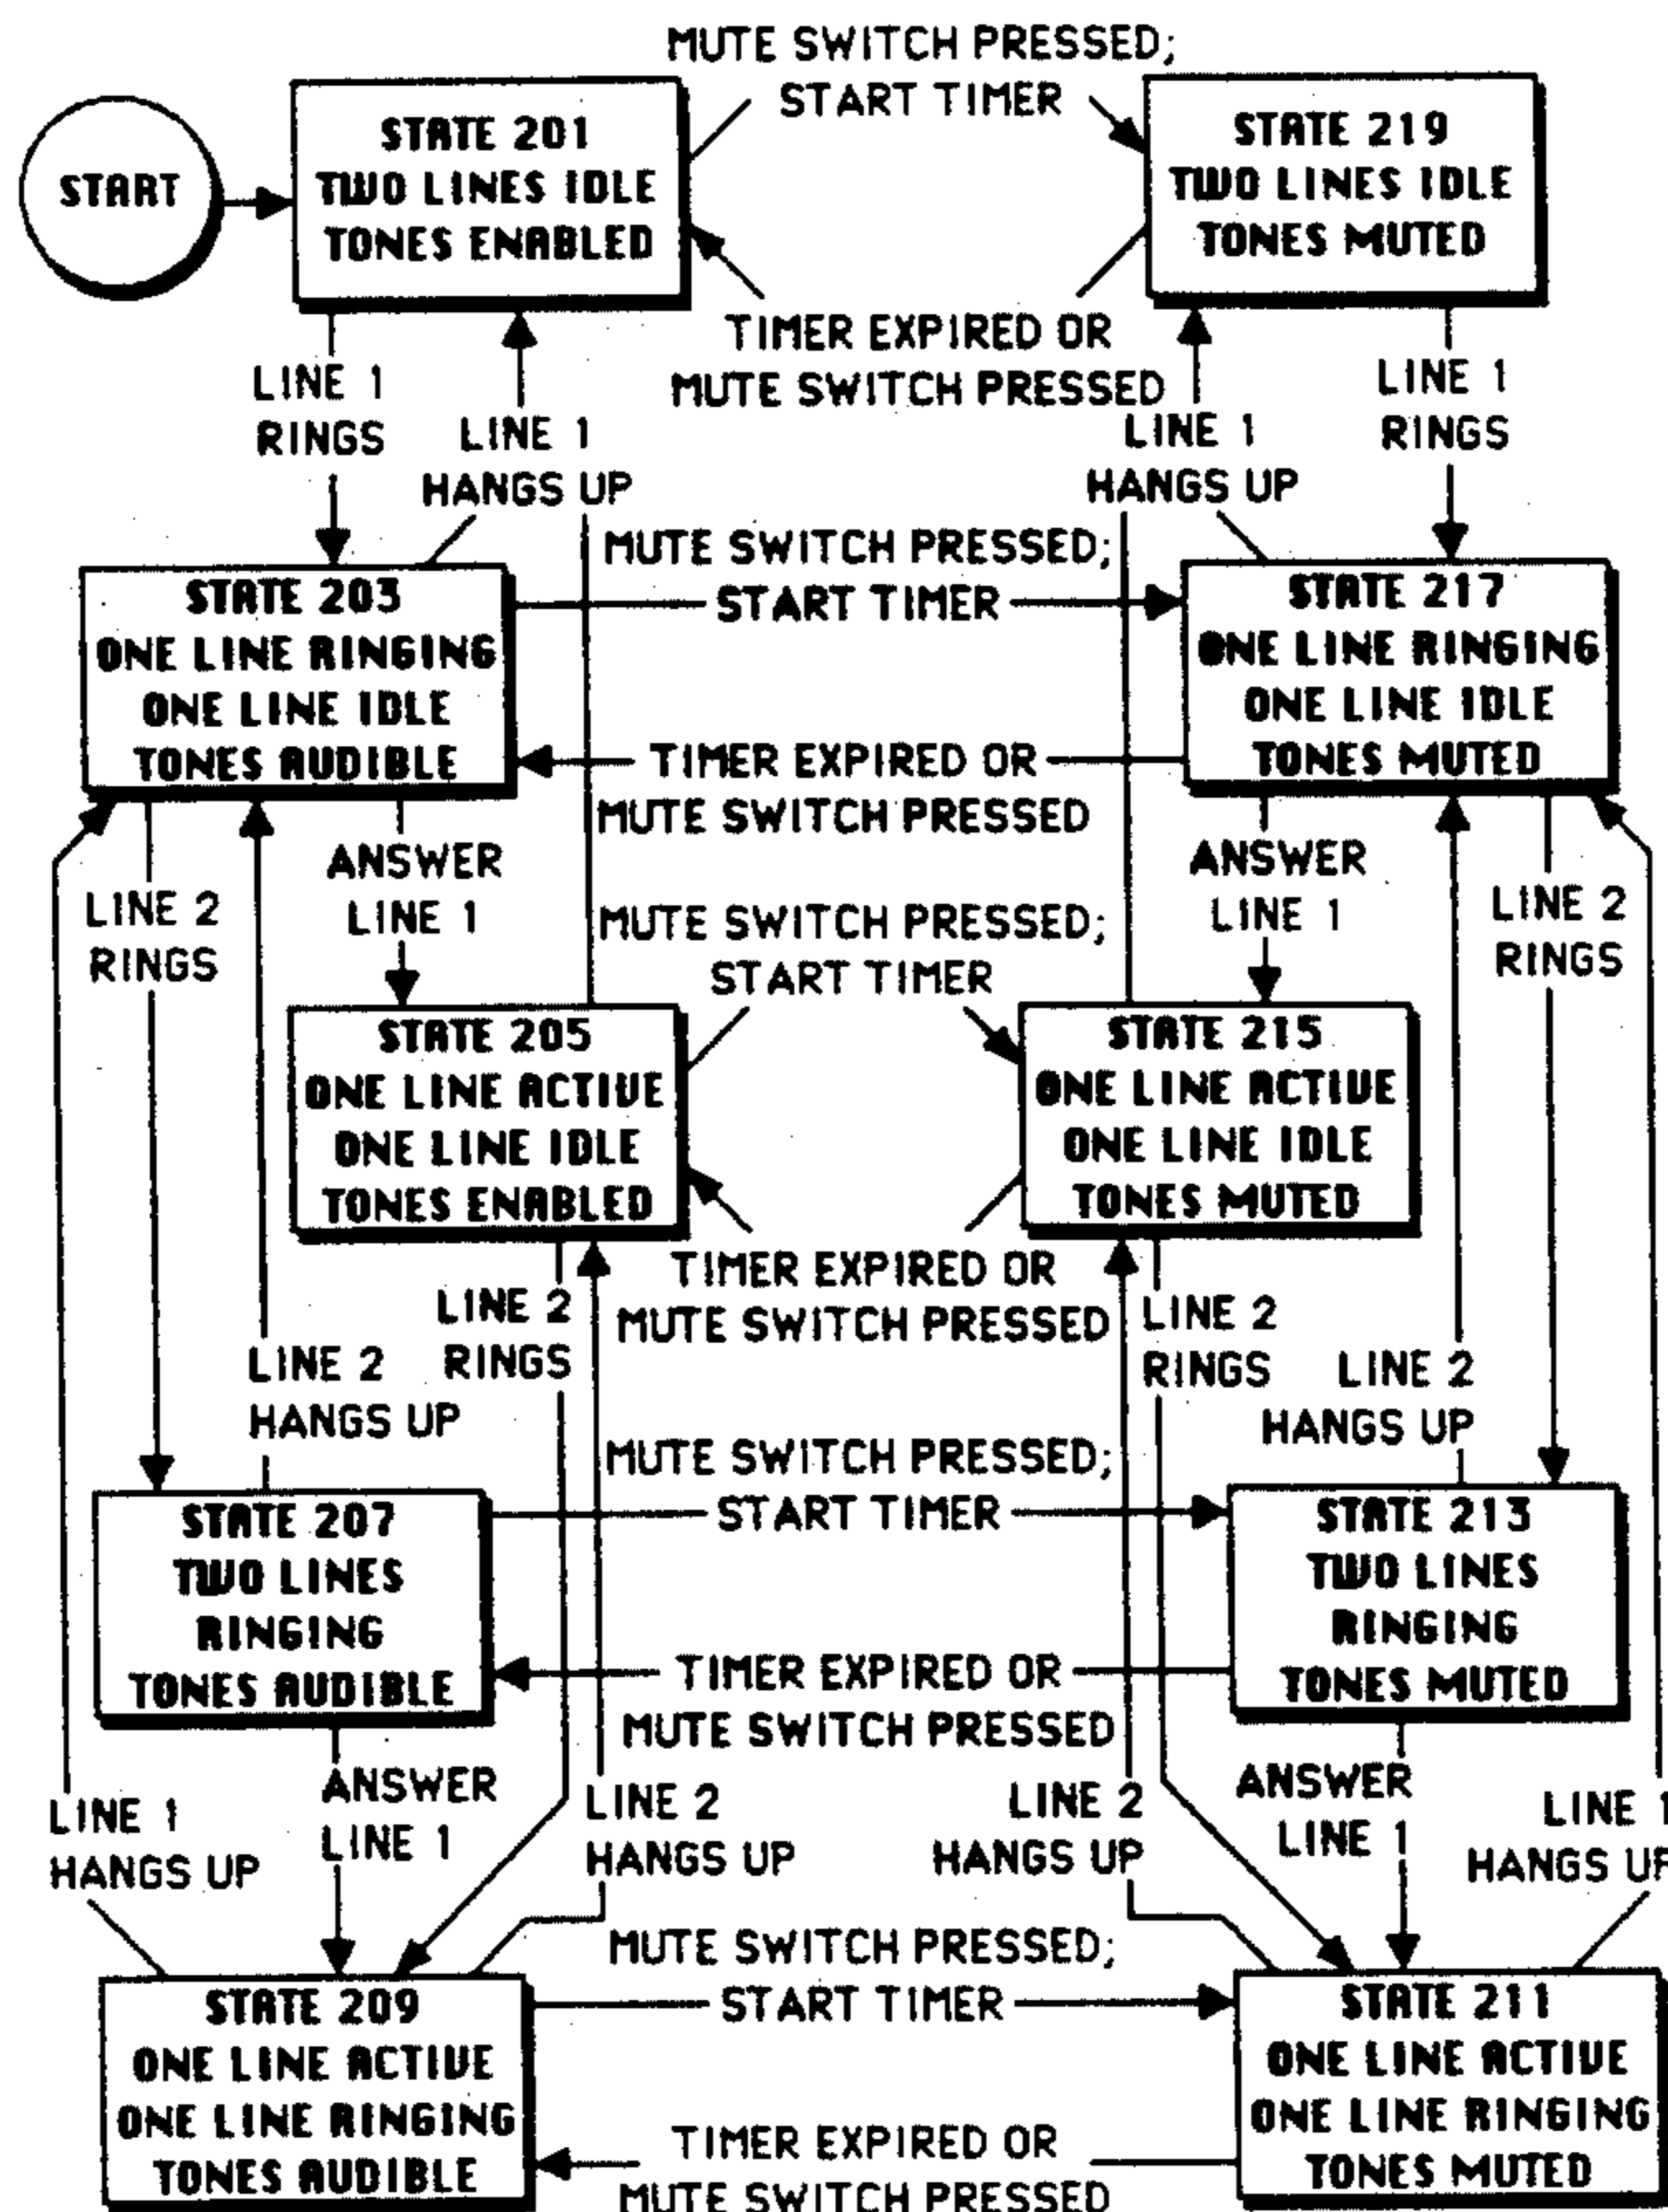 MUTE SWITCH PRESSED;
START TIMER
START
STATE 201
TWO LINES IDLE
TONES ENABLED
STATE 219
TWO LINES IDLE
TONES MUTED
TIMER EXPIRED OR
MUTE SWITCH PRESSED
LINE 1
RINGS
LINE 1
HANGS UP
LINE 1
HANGS UP
LINE 1
RINGS
MUTE SWITCH PRESSED;
START TIMER
STATE 203
ONE LINE RINGING
ONE LINE IDLE
TONES AUDIBLE
STATE 217
ONE LINE RINGING
ONE LINE IDLE
TONES MUTED
TIMER EXPIRED OR
MUTE SWITCH PRESSED
LINE 2
RINGS
ANSWER
LINE 1
MUTE SWITCH PRESSED;
START TIMER
ANSWER
LINE 1
LINE 2
RINGS
STATE 205
ONE LINE ACTIVE
ONE LINE IDLE
TONES ENABLED
STATE 215
ONE LINE ACTIVE
ONE LINE IDLE
TONES MUTED
TIMER EXPIRED OR
MUTE SWITCH PRESSED
LINE 2
HANGS UP
LINE 2
RINGS
LINE 2
RINGS
LINE 2
HANGS UP
MUTE SWITCH PRESSED;
START TIMER
STATE 207
TWO LINES
RINGING
TONES AUDIBLE
STATE 213
TWO LINES
RINGING
TONES MUTED
TIMER EXPIRED OR
MUTE SWITCH PRESSED
LINE 1
HANGS UP
ANSWER
LINE 1
LINE 2
HANGS UP
LINE 2
HANGS UP
ANSWER
LINE 1
LINE 1
HANGS UP
MUTE SWITCH PRESSED;
START TIMER
STATE 209
ONE LINE ACTIVE
ONE LINE RINGING
TONES AUDIBLE
STATE 211
ONE LINE ACTIVE
ONE LINE RINGING
TONES MUTED
TIMER EXPIRED OR
MUTE SWITCH PRESSED